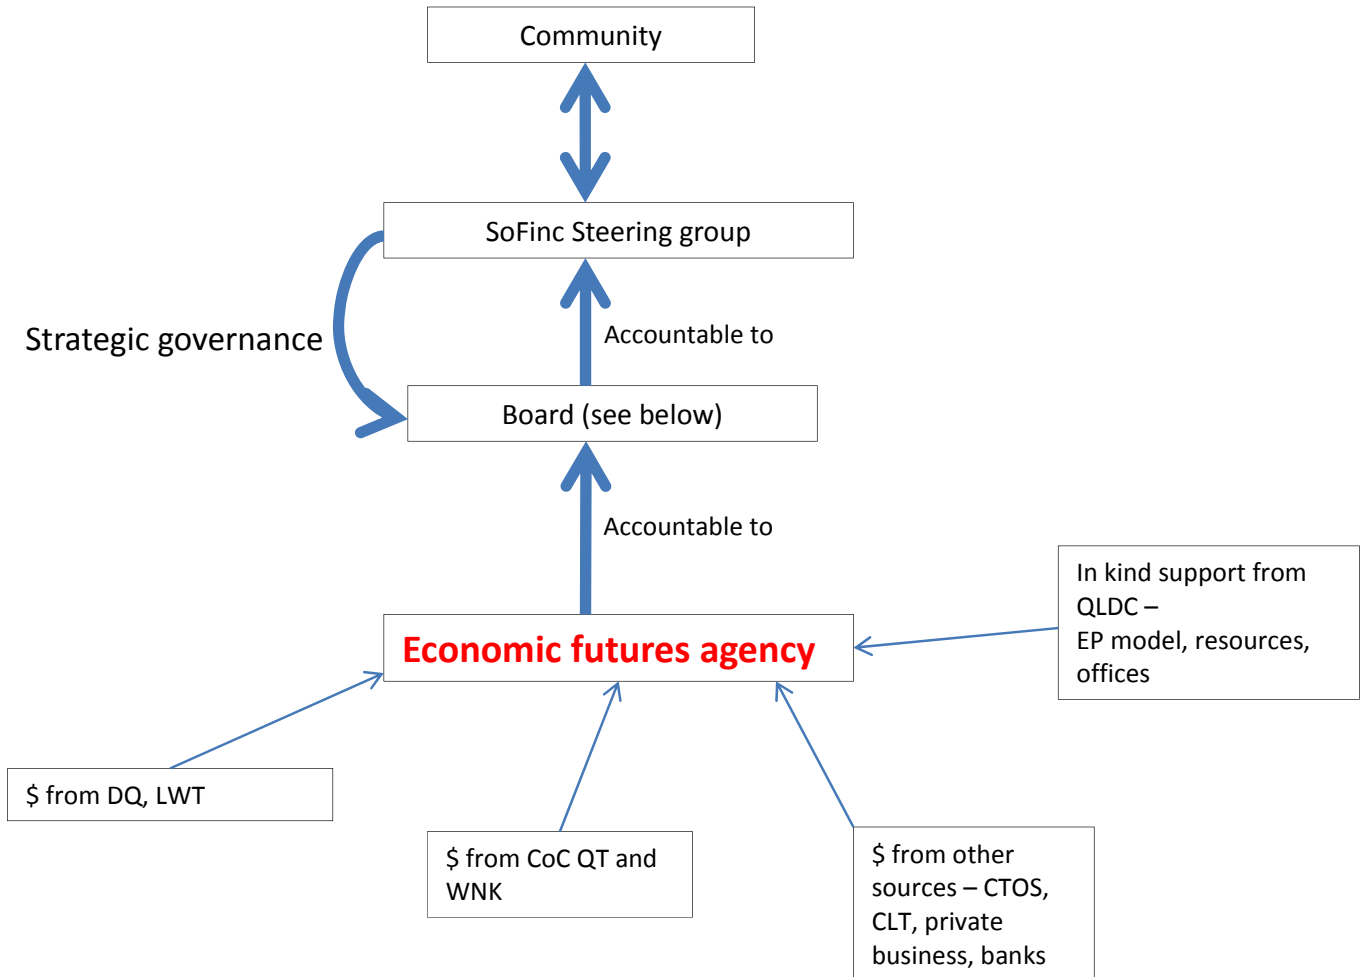 Community
SoFinc Steering group
Strategic governance
Accountable to
Board (see below)
Accountable to
In kind support from
QLDC –
EP model, resources,
offices
Economic futures agency
$ from DQ, LWT
$ from CoC QT and
WNK
$ from other
sources – CTOS,
CLT, private
business, banks